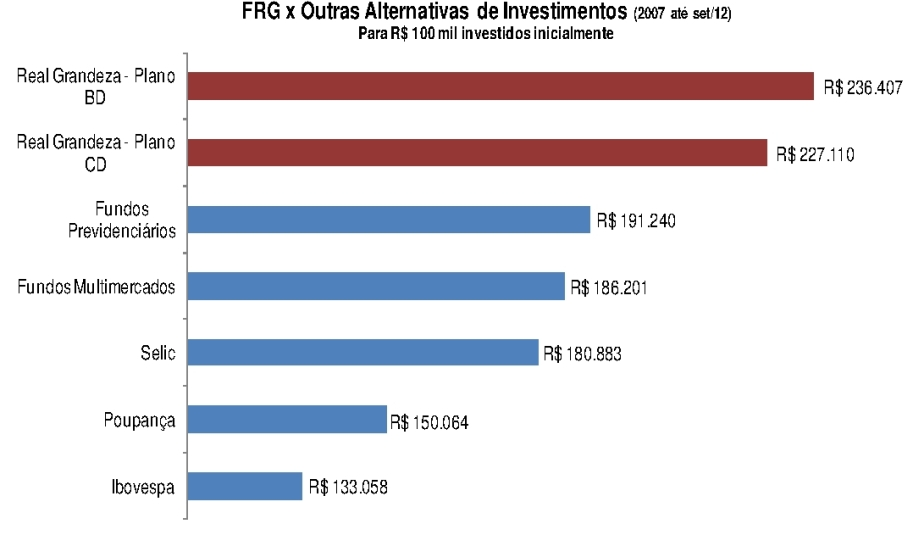 FRG x Outras Alternativas de Investimentos (2007 até set/12)
Para R$ 100 mil investidos inicialmente
Real Grandeza - Plano
BD
R$ 236.407
Real Grandeza - Plano
CD
R$ 227.110
Fundos
Previdenciários
R$ 191.240
Fundos Multimercados
R$ 186.201
Selic
R$ 180.883
Poupança
R$ 150.064
Ibovespa
R$ 133.058